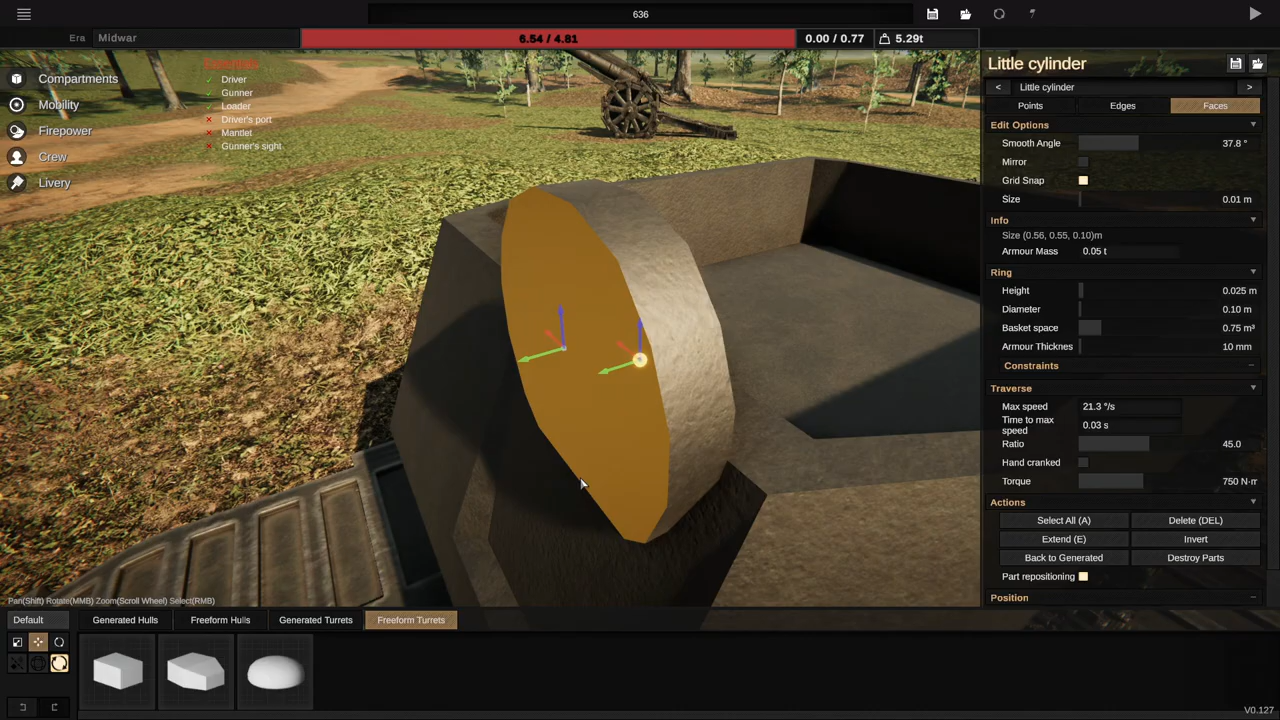 636
Era
Midwar
6.54 / 4.81
0.00 / 0.77
5.29t
Compartments
Mobility
Firepower
Crew
Livery
Essentials
Driver
Gunner
Loader
Driver's port
Mantlet
Gunner's sight
Little cylinder
< Little cylinder >
Points Edges Faces
Edit Options
Smooth Angle 37.8 °
Mirror
Grid Snap
Size 0.01 m
Info
Size (0.56, 0.55, 0.10)m
Armour Mass 0.05 t
Ring
Height 0.025 m
Diameter 0.10 m
Basket space 0.75 m³
Armour Thicknes 10 mm
Constraints
Traverse
Max speed 21.3 °/s
Time to max
speed 0.03 s
Ratio 45.0
Hand cranked
Torque 750 N·m
Actions
Select All (A) Delete (DEL)
Extend (E) Invert
Back to Generated Destroy Parts
Part repositioning
Position
Pan(Shift) Rotate(MMB) Zoom(Scroll Wheel) Select(RMB)
Default Generated Hulls Freeform Hulls Generated Turrets Freeform Turrets
V0.127